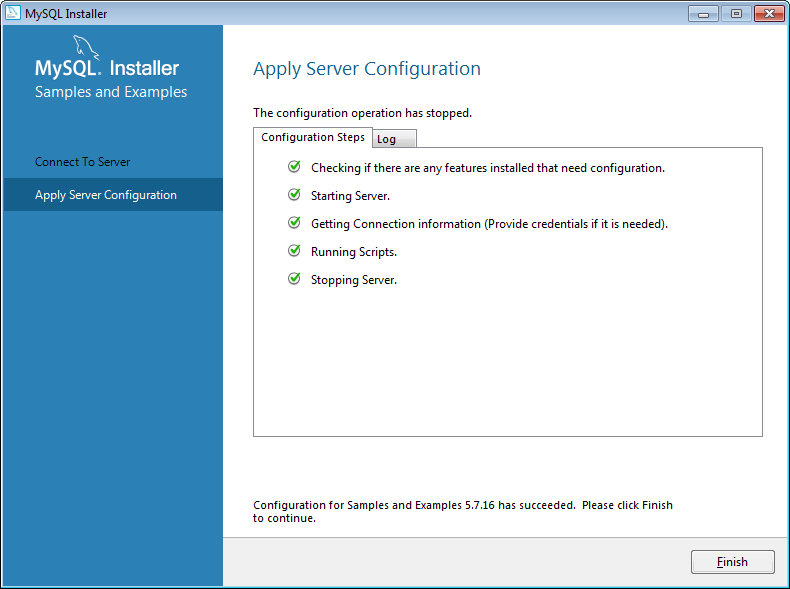 MySQL Installer
MySQL. Installer
Samples and Examples
Connect To Server
Apply Server Configuration
Apply Server Configuration
The configuration operation has stopped.
Configuration Steps Log
Checking if there are any features installed that need configuration.
Starting Server.
Getting Connection information (Provide credentials if it is needed).
Running Scripts.
Stopping Server.
Configuration for Samples and Examples 5.7.16 has succeeded. Please click Finish
to continue.
Finish